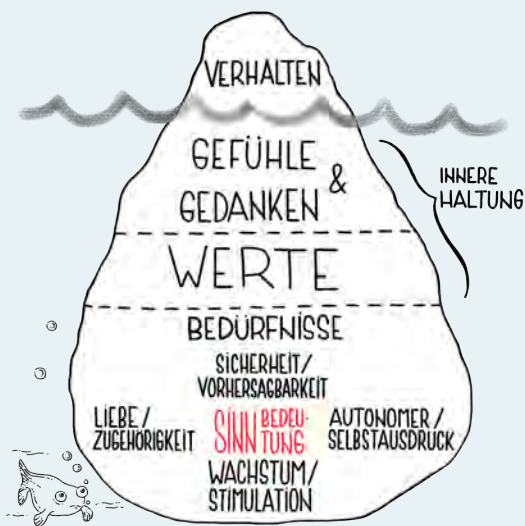 VERHALTEN
GEFÜHLE
&
GEDANKEN
INNERE
HALTUNG
WERTE
BEDÜRFNISSE
SICHERHEIT/
VORHERSAGBARKEIT
LIEBE/
ZUGEHÖRIGKEIT
SINN BEDEU-
TUNG
AUTONOMER/
SELBSTAUSDRUCK
WACHSTUM/
STIMULATION